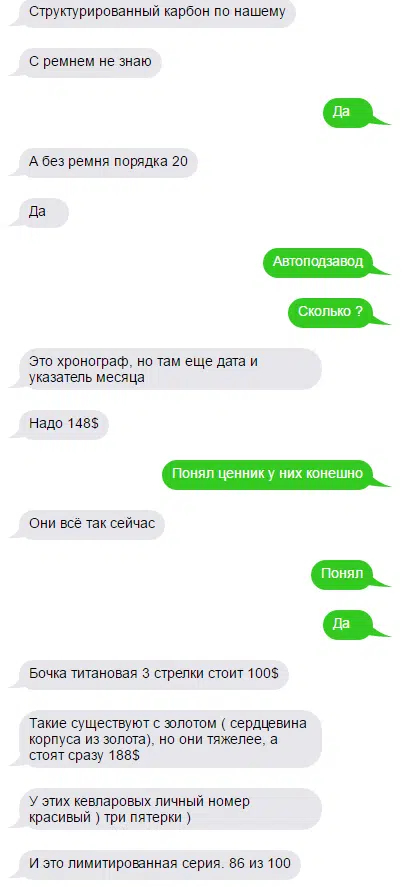 Структурированный карбон по нашему
С ремнем не знаю
Да
А без ремня порядка 20
Да
Автоподзавод
Сколько ?
Это хронограф, но там еще дата и
указатель месяца
Надо 148$
Понял ценник у них конешно
Они всё так сейчас
Понял
Да
Бочка титановая 3 стрелки стоит 100$
Такие существуют с золотом ( сердцевина
корпуса из золота), но они тяжелее, а
стоят сразу 188$
У этих кевларовых личный номер
красивый ) три пятерки )
И это лимитированная серия. 86 из 100